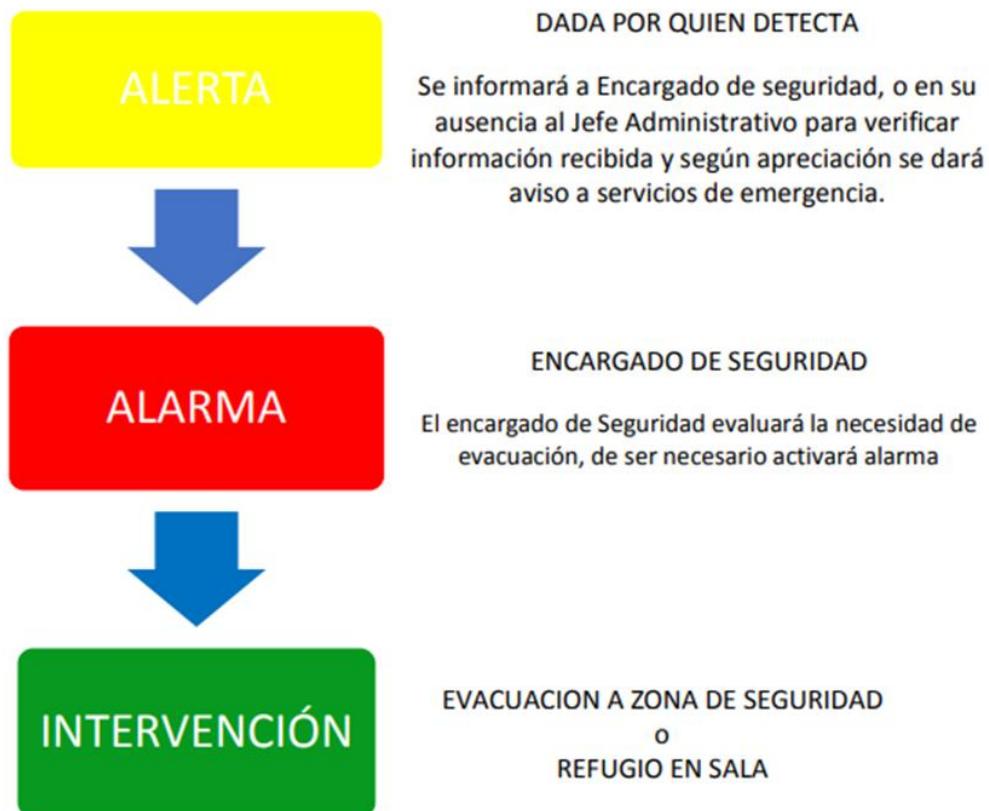 ALERTA
DADA POR QUIEN DETECTA
Se informará a Encargado de seguridad, o en su
ausencia al Jefe Administrativo para verificar
información recibida y según apreciación se dará
aviso a servicios de emergencia.
ALARMA
ENCARGADO DE SEGURIDAD
El encargado de Seguridad evaluará la necesidad de
evacuación, de ser necesario activará alarma
INTERVENCIÓN
EVACUACION A ZONA DE SEGURIDAD
o
REFUGIO EN SALA